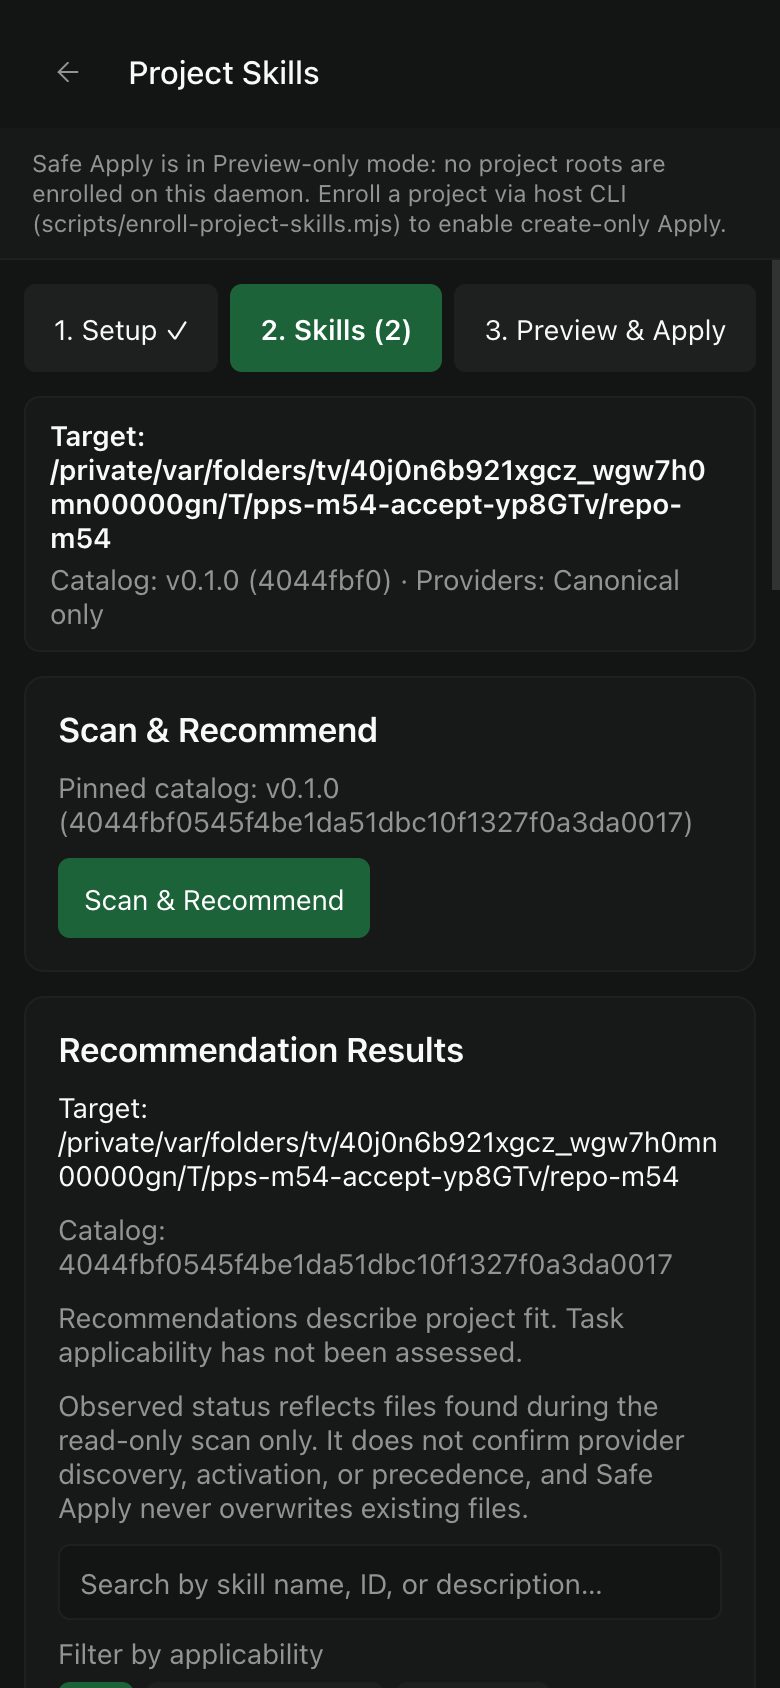 Project Skills
Safe Apply is in Preview-only mode: no project roots are
enrolled on this daemon. Enroll a project via host CLI
(scripts/enroll-project-skills.mjs) to enable create-only Apply.
1. Setup ✓
2. Skills (2)
3. Preview & Apply
Target:
/private/var/folders/tv/40j0n6b921xgcz_wgw7h0
mn00000gn/T/pps-m54-accept-yp8GTv/repo-
m54
Catalog: v0.1.0 (4044fbf0) · Providers: Canonical
only
Scan & Recommend
Pinned catalog: v0.1.0
(4044fbf0545f4be1da51dbc10f1327f0a3da0017)
Scan & Recommend
Recommendation Results
Target:
/private/var/folders/tv/40j0n6b921xgcz_wgw7h0mn
00000gn/T/pps-m54-accept-yp8GTv/repo-m54
Catalog:
4044fbf0545f4be1da51dbc10f1327f0a3da0017
Recommendations describe project fit. Task
applicability has not been assessed.
Observed status reflects files found during the
read-only scan only. It does not confirm provider
discovery, activation, or precedence, and Safe
Apply never overwrites existing files.
Search by skill name, ID, or description...
Filter by applicability